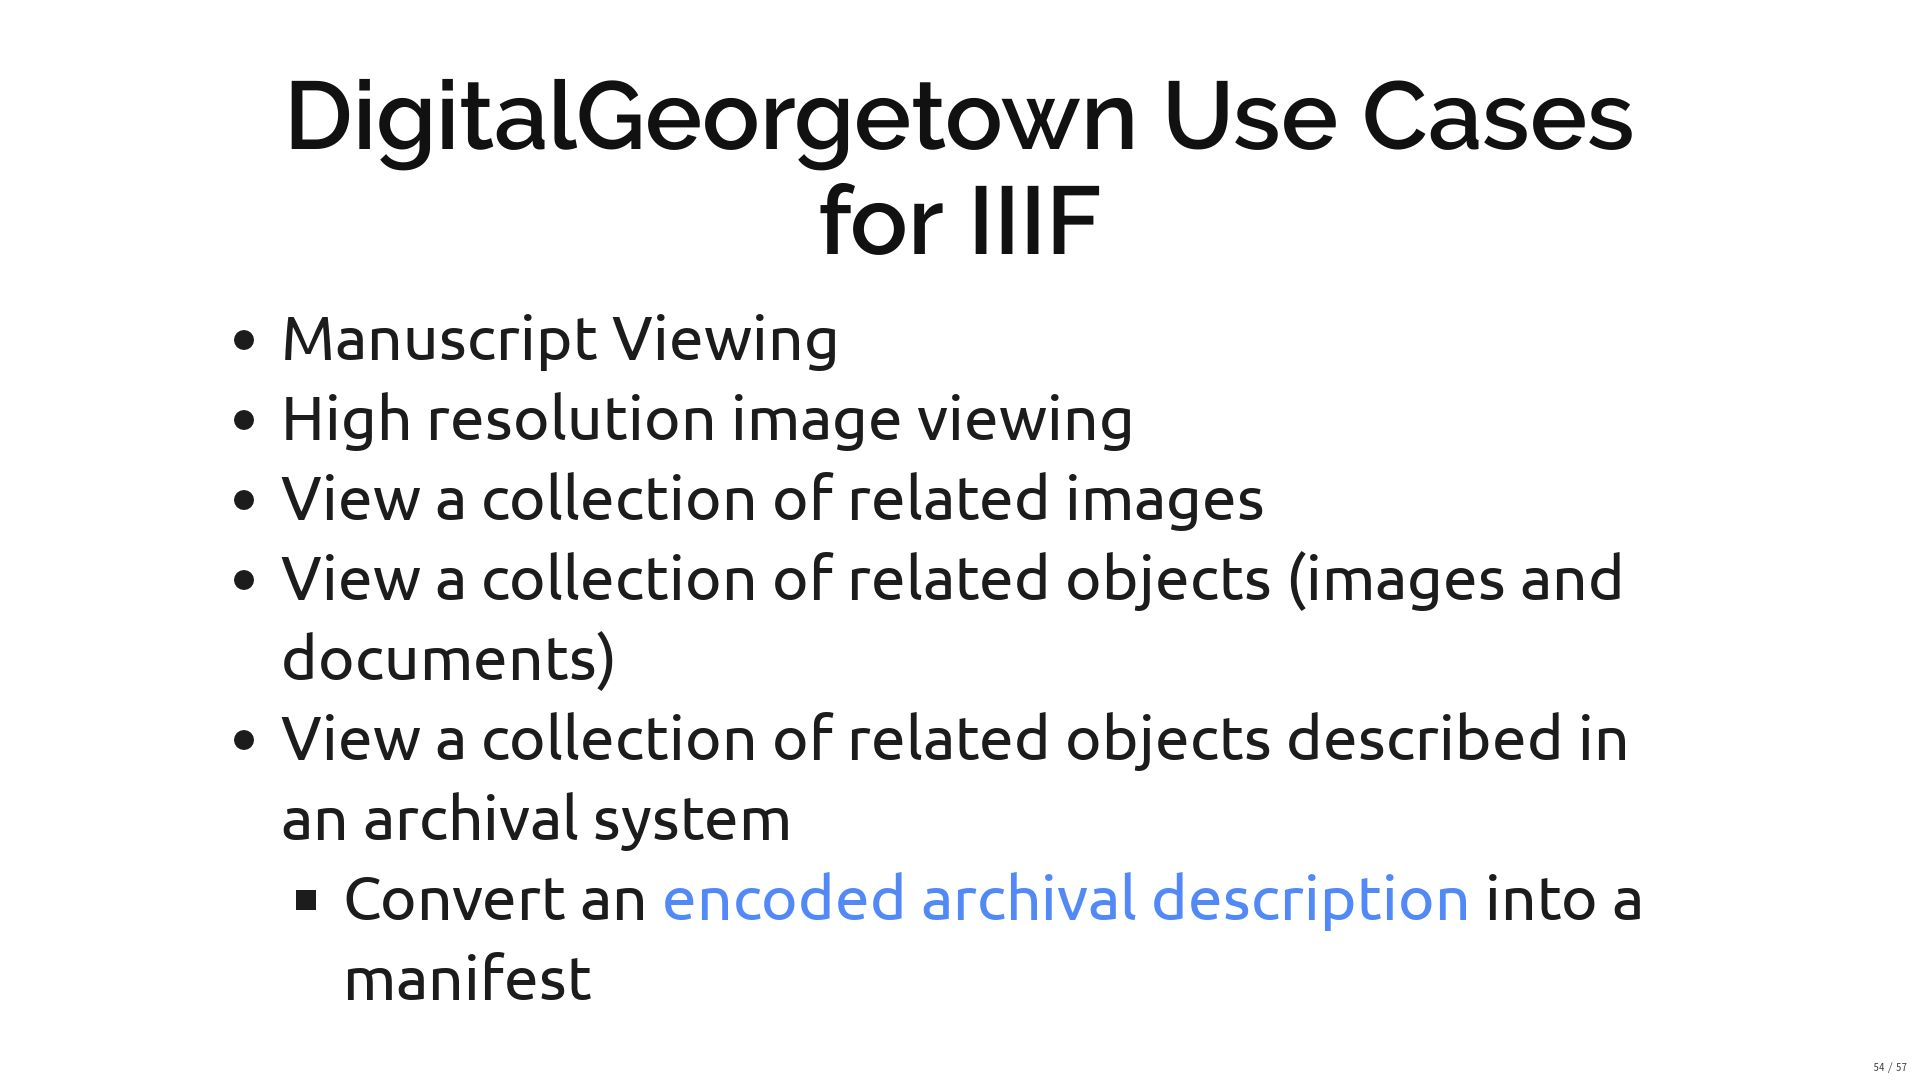 DigitalGeorgetown Use Cases
for IIIF
• Manuscript Viewing
• High resolution image viewing
• View a collection of related images
• View a collection of related objects (images and
documents)
• View a collection of related objects described in
an archival system
▪ Convert an encoded archival description into a
manifest
54 / 57